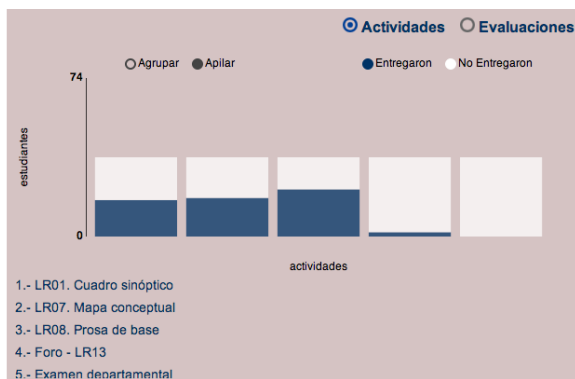 Actividades Evaluaciones
Agrupar Apilar Entregaron No Entregaron
74
estudiantes
0
actividades
1.- LR01. Cuadro sinóptico
2.- LR07. Mapa conceptual
3.- LR08. Prosa de base
4.- Foro - LR13
5.- Examen departamental